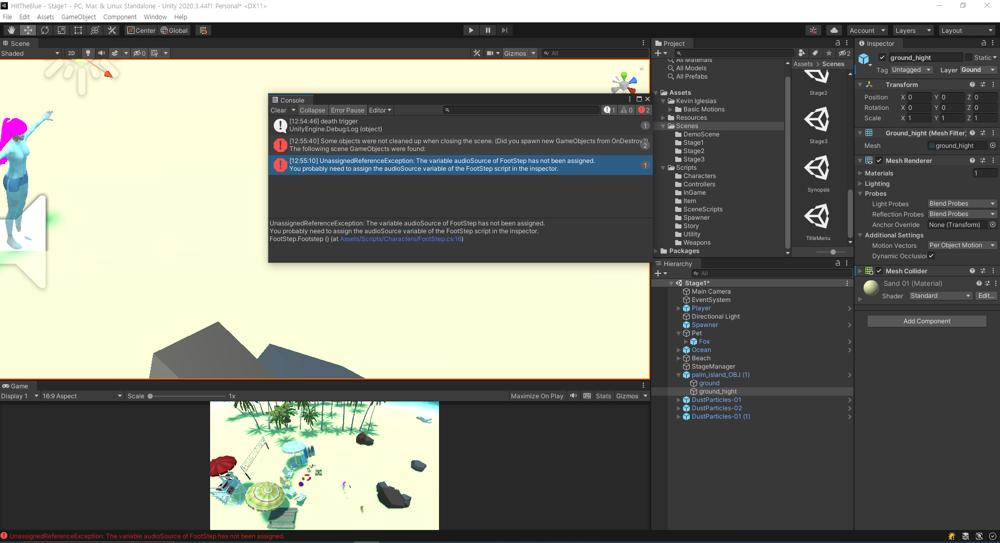 HitTheBlue - Stage1 - PC, Mac & Linux Standalone - Unity 2020.3.44f1 Personal* <DX11>
File Edit Assets GameObject Component Window Help
Center Global
Account Layers Layout
Scene
Shaded 2D 0 Gizmos All
Console
Clear Collapse Error Pause Editor 1 0 2
[12:54:46] death trigger
UnityEngine.Debug:Log (object)
1
[12:55:40] Some objects were not cleaned up when closing the scene. (Did you spawn new GameObjects from OnDestroy?)
The following scene GameObjects were found:
2
[12:55:10] UnassignedReferenceException: The variable audioSource of FootStep has not been assigned.
You probably need to assign the audioSource variable of the FootStep script in the inspector.
1
UnassignedReferenceException: The variable audioSource of FootStep has not been assigned.
You probably need to assign the audioSource variable of the FootStep script in the inspector.
FootStep.Footstep () (at Assets/Scripts/Characters/FootStep.cs:16)
Game
Display 1 16:9 Aspect Scale 1x Maximize On Play Stats Gizmos
UnassignedReferenceException: The variable audioSource of FootStep has not been assigned.
Project
2
All Materials
All Models
All Prefabs
Assets
Kevin Iglesias
Basic Motions
Resources
Scenes
DemoScene
Stage1
Stage2
Stage3
Scripts
Characters
Controllers
InGame
Item
SceneScripts
Spawner
Story
Utility
Weapons
Packages
Assets > Scenes
Stage2
Stage3
Synopsis
TitleMenu
Hierarchy
All
Stage1*
Main Camera
EventSystem
Player
Directional Light
Spawner
Pet
Fox
Ocean
Beach
StageManager
palm_island_OBJ (1)
ground
ground_hight
DustParticles-01
DustParticles-02
DustParticles-01 (1)
Inspector
ground_hight Static
Tag Untagged Layer Gound
Transform
Position X 0 Y 0 Z 0
Rotation X 0 Y 0 Z 0
Scale X 1 Y 1 Z 1
Ground_hight (Mesh Filter)
Mesh ground_hight
Mesh Renderer
Materials 1
Lighting
Probes
Light Probes Blend Probes
Reflection Probes Blend Probes
Anchor Override None (Transform)
Additional Settings
Motion Vectors Per Object Motion
Dynamic Occlusion
Mesh Collider
Sand 01 (Material)
Shader Standard Edit...
Add Component